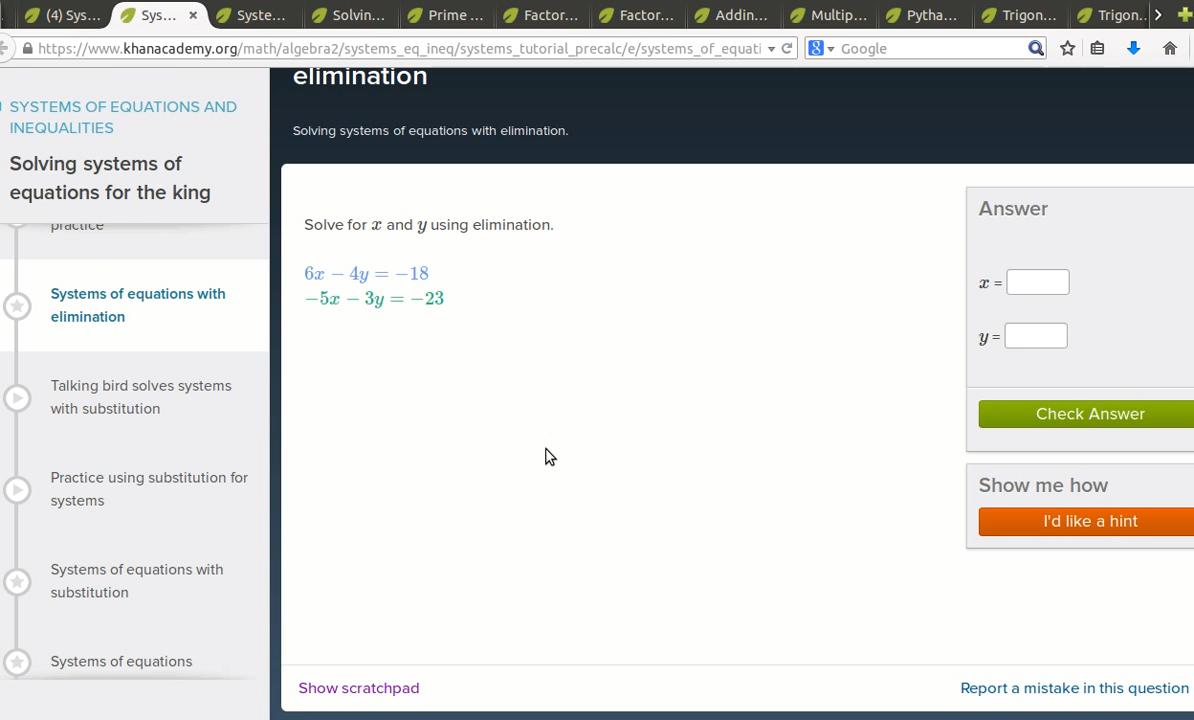 (4) Sys...
Sys...
Syste...
Solvin...
Prime ...
Factor...
Factor...
Addin...
Multip...
Pytha...
Trigon...
Trigon...
https://www.khanacademy.org/math/algebra2/systems_eq_ineq/systems_tutorial_precalc/e/systems_of_equati
8
Google
SYSTEMS OF EQUATIONS AND
INEQUALITIES
Solving systems of
equations for the king
practice
Systems of equations with
elimination
Talking bird solves systems
with substitution
Practice using substitution for
systems
Systems of equations with
substitution
Systems of equations
elimination
Solving systems of equations with elimination.
Solve for x and y using elimination.
6x − 4y = −18
−5x − 3y = −23
Answer
x =
y =
Check Answer
Show me how
I'd like a hint
Show scratchpad
Report a mistake in this question